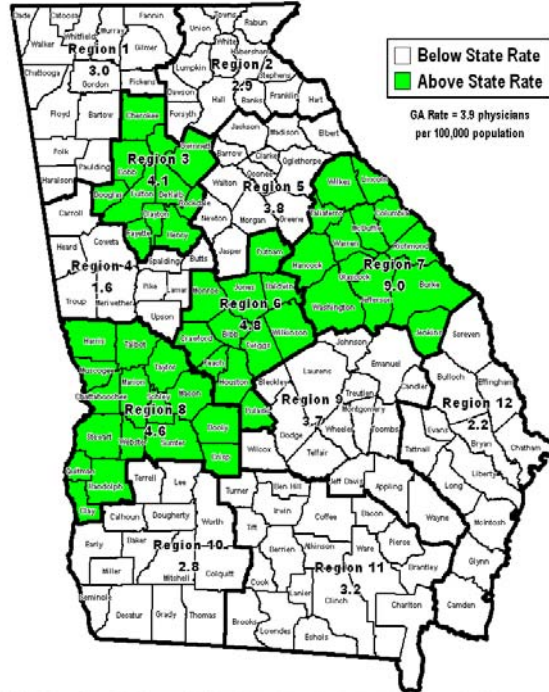 Below State Rate
Above State Rate
GA Rate = 3.9 physicians
per 100,000 population
Dade
Catoosa
Fannin
Walker
Whitfield
Murray
Gilmer
Region 1
3.0
Chattooga
Gordon
Pickens
Floyd
Bartow
Polk
Paulding
Haralson
Towns
Union
Rabun
White
Habersham
Lumpkin
Region 2
2.9
Stephens
Dawson
Hall
Banks
Franklin
Hart
Forsyth
Cherokee
Gwinnett
Region 3
4.1
Cobb
Douglas
Fulton
DeKalb
Rockdale
Clayton
Fayette
Henry
Jackson
Madison
Elbert
Barrow
Clarke
Oglethorpe
Oconee
Walton
Region 5
3.8
Newton
Morgan
Greene
Jasper
Carroll
Heard
Coweta
Spalding
Butts
Region 4
1.6
Pike
Lamar
Troup
Meriwether
Upson
Putnam
Monroe
Jones
Baldwin
Region 6
4.8
Crawford
Bibb
Wilkinson
Twiggs
Peach
Houston
Pulaski
Wilkes
Lincoln
Taliaferro
Columbia
McDuffie
Warren
Richmond
Hancock
Glascock
Region 7
9.0
Burke
Washington
Jefferson
Jenkins
Harris
Talbot
Taylor
Muscogee
Marion
Macon
Chattahoochee
Schley
Region 8
4.6
Dooly
Stewart
Webster
Sumter
Crisp
Quitman
Randolph
Clay
Johnson
Emanuel
Laurens
Bleckley
Treutlen
Candler
Region 9
3.7
Montgomery
Wheeler
Toombs
Dodge
Telfair
Wilcox
Jeff Davis
Appling
Wayne
Screven
Bulloch
Effingham
Region 12
2.2
Evans
Bryan
Chatham
Tattnall
Liberty
Long
McIntosh
Glynn
Camden
Terrell
Lee
Calhoun
Dougherty
Worth
Early
Baker
Region 10
2.8
Miller
Mitchell
Colquitt
Seminole
Decatur
Grady
Thomas
Turner
Ben Hill
Irwin
Tift
Coffee
Bacon
Berrien
Atkinson
Ware
Pierce
Brantley
Cook
Region 11
3.2
Lanier
Clinch
Charlton
Brooks
Lowndes
Echols